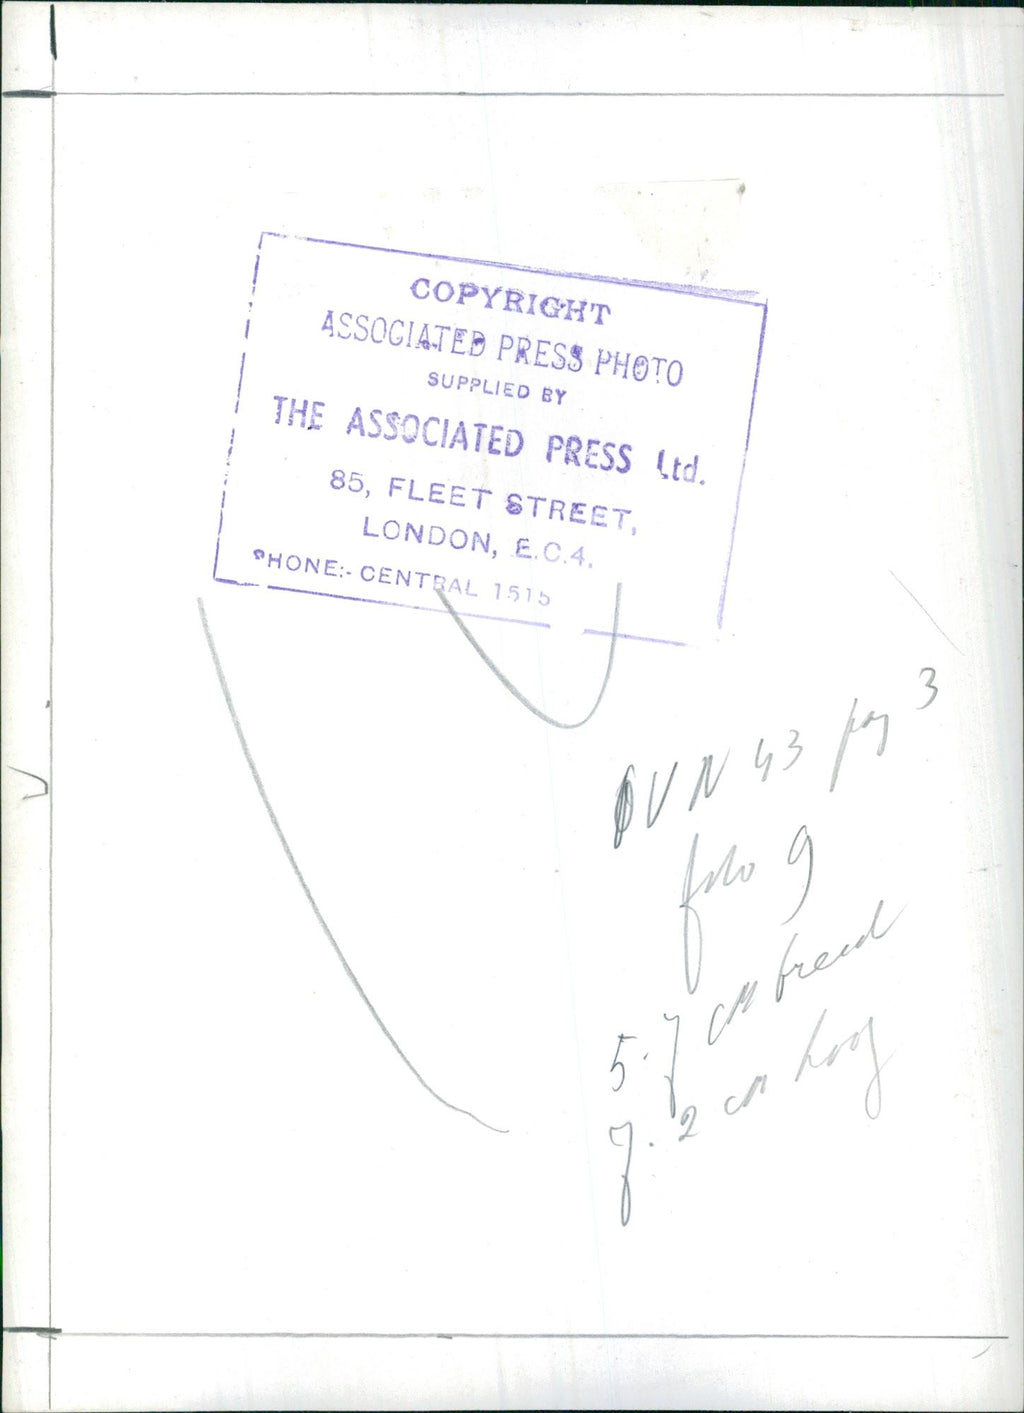 COPYRIGHT
ASSOCIATED PRESS PHOTO
SUPPLIED BY
THE ASSOCIATED PRESS Ltd.
85, FLEET STREET,
LONDON, E.C.4.
PHONE:- CENTRAL 1515
OVN 43 pag 3
foto 9
5.7 cm breed
7.2 cm hoog